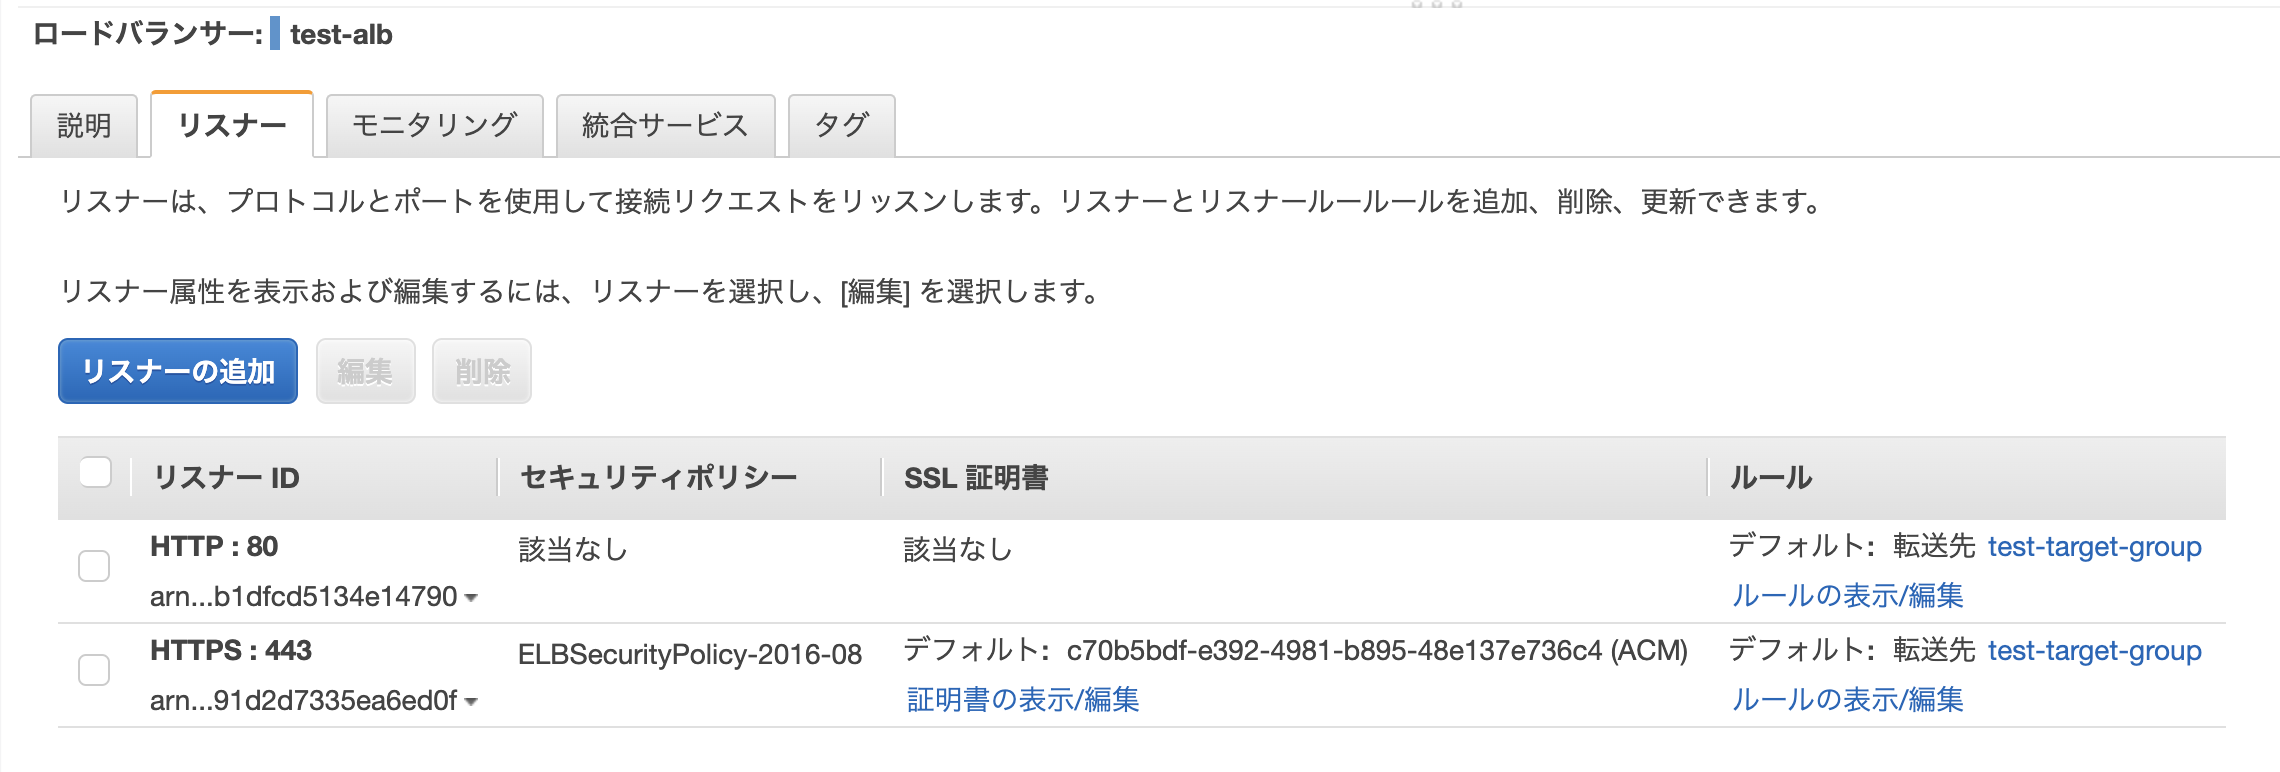 ロードバランサー: test-alb
説明 リスナー モニタリング 統合サービス タグ
リスナーは、プロトコルとポートを使用して接続リクエストをリッスンします。リスナーとリスナールールールを追加、削除、更新できます。
リスナー属性を表示および編集するには、リスナーを選択し、[編集] を選択します。
リスナーの追加 編集 削除
リスナー ID セキュリティポリシー SSL 証明書 ルール
HTTP : 80 該当なし 該当なし デフォルト: 転送先 test-target-group
arn...b1dfcd5134e14790 ルールの表示/編集
HTTPS : 443 ELBSecurityPolicy-2016-08 デフォルト: c70b5bdf-e392-4981-b895-48e137e736c4 (ACM) デフォルト: 転送先 test-target-group
arn...91d2d7335ea6ed0f 証明書の表示/編集 ルールの表示/編集